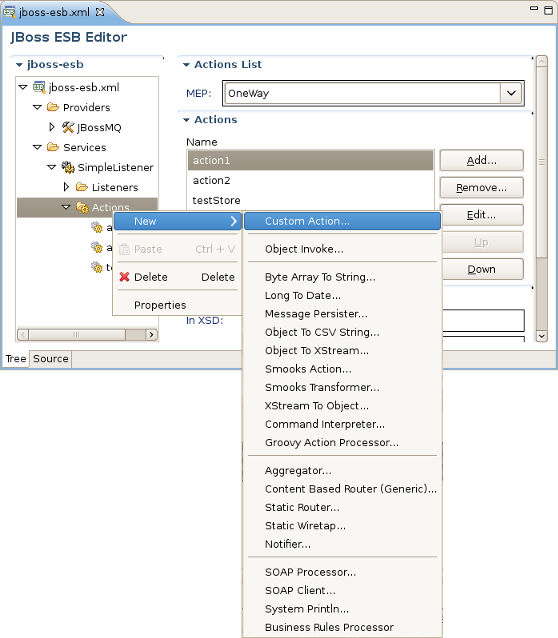 jboss-esb.xml
JBoss ESB Editor
jboss-esb
jboss-esb.xml
Providers
JBossMQ
Services
SimpleListener
Listeners
Actions
a
a
te
Tree
Source
Actions List
MEP:
OneWay
Actions
Name
action1
action2
testStore
Add...
Remove...
Edit...
Up
Down
In XSD:
New
Paste Ctrl + V
Delete Delete
Properties
Custom Action...
Object Invoke...
Byte Array To String...
Long To Date...
Message Persister...
Object To CSV String...
Object To XStream...
Smooks Action...
Smooks Transformer...
XStream To Object...
Command Interpreter...
Groovy Action Processor...
Aggregator...
Content Based Router (Generic)...
Static Router...
Static Wiretap...
Notifier...
SOAP Processor...
SOAP Client...
System Println...
Business Rules Processor